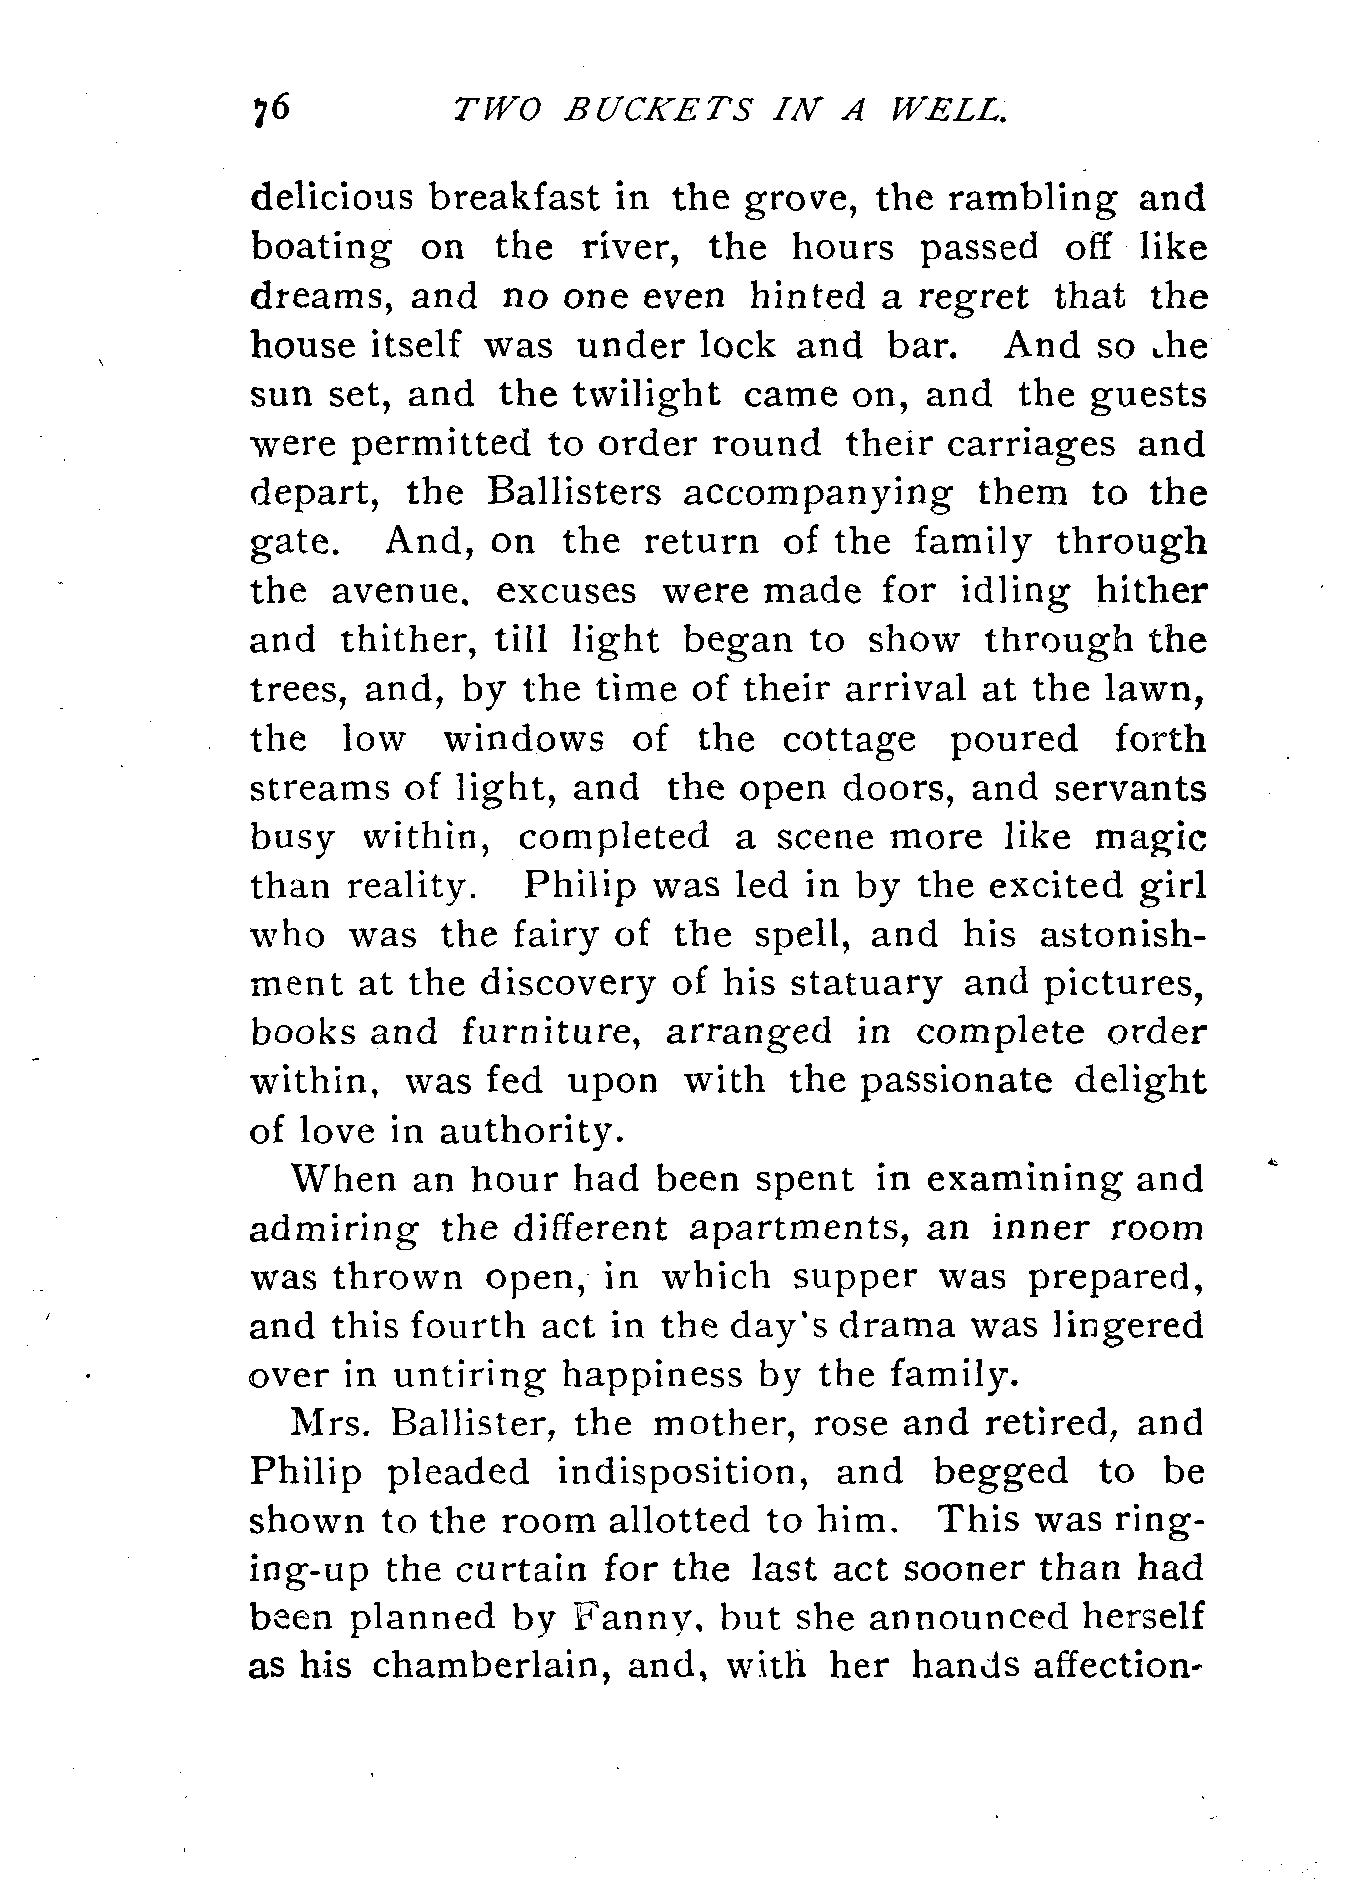 76 TWO BUCKETS IN A WELL.
delicious breakfast in the grove, the rambling and
boating on the river, the hours passed off like
dreams, and no one even hinted a regret that the
house itself was under lock and bar. And so the
sun set, and the twilight came on, and the guests
were permitted to order round their carriages and
depart, the Ballisters accompanying them to the
gate. And, on the return of the family through
the avenue, excuses were made for idling hither
and thither, till light began to show through the
trees, and, by the time of their arrival at the lawn,
the low windows of the cottage poured forth
streams of light, and the open doors, and servants
busy within, completed a scene more like magic
than reality. Philip was led in by the excited girl
who was the fairy of the spell, and his astonish-
ment at the discovery of his statuary and pictures,
books and furniture, arranged in complete order
within, was fed upon with the passionate delight
of love in authority.
When an hour had been spent in examining and
admiring the different apartments, an inner room
was thrown open, in which supper was prepared,
and this fourth act in the day's drama was lingered
over in untiring happiness by the family.
Mrs. Ballister, the mother, rose and retired, and
Philip pleaded indisposition, and begged to be
shown to the room allotted to him. This was ring-
ing-up the curtain for the last act sooner than had
been planned by Fanny, but she announced herself
as his chamberlain, and, with her hands affection-